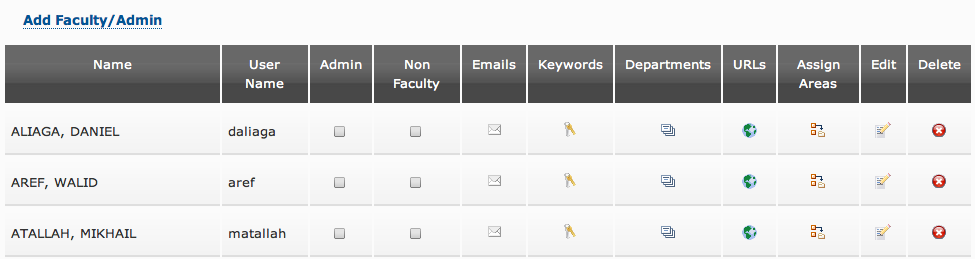 Add Faculty/Admin
Name User Name Admin Non Faculty Emails Keywords Departments URLs Assign Areas Edit Delete
ALIAGA, DANIEL daliaga
AREF, WALID aref
ATALLAH, MIKHAIL matallah